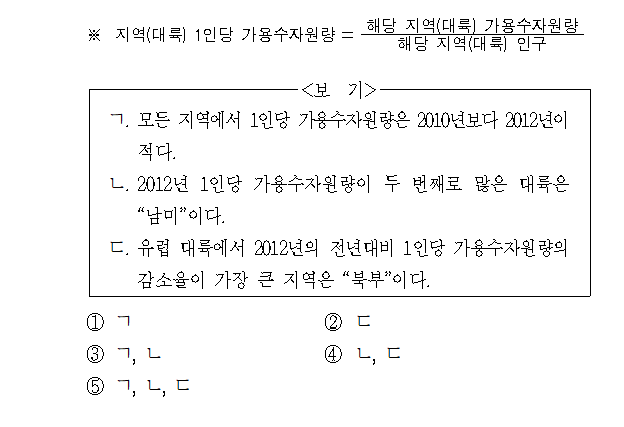 ※ 지역(대륙) 1인당 가용수자원량 = 해당 지역(대륙) 가용수자원량 / 해당 지역(대륙) 인구
<보 기>
ㄱ. 모든 지역에서 1인당 가용수자원량은 2010년보다 2012년이
적다.
ㄴ. 2012년 1인당 가용수자원량이 두 번째로 많은 대륙은
“남미”이다.
ㄷ. 유럽 대륙에서 2012년의 전년대비 1인당 가용수자원량의
감소율이 가장 큰 지역은 “북부”이다.
① ㄱ ② ㄷ
③ ㄱ, ㄴ ④ ㄴ, ㄷ
⑤ ㄱ, ㄴ, ㄷ